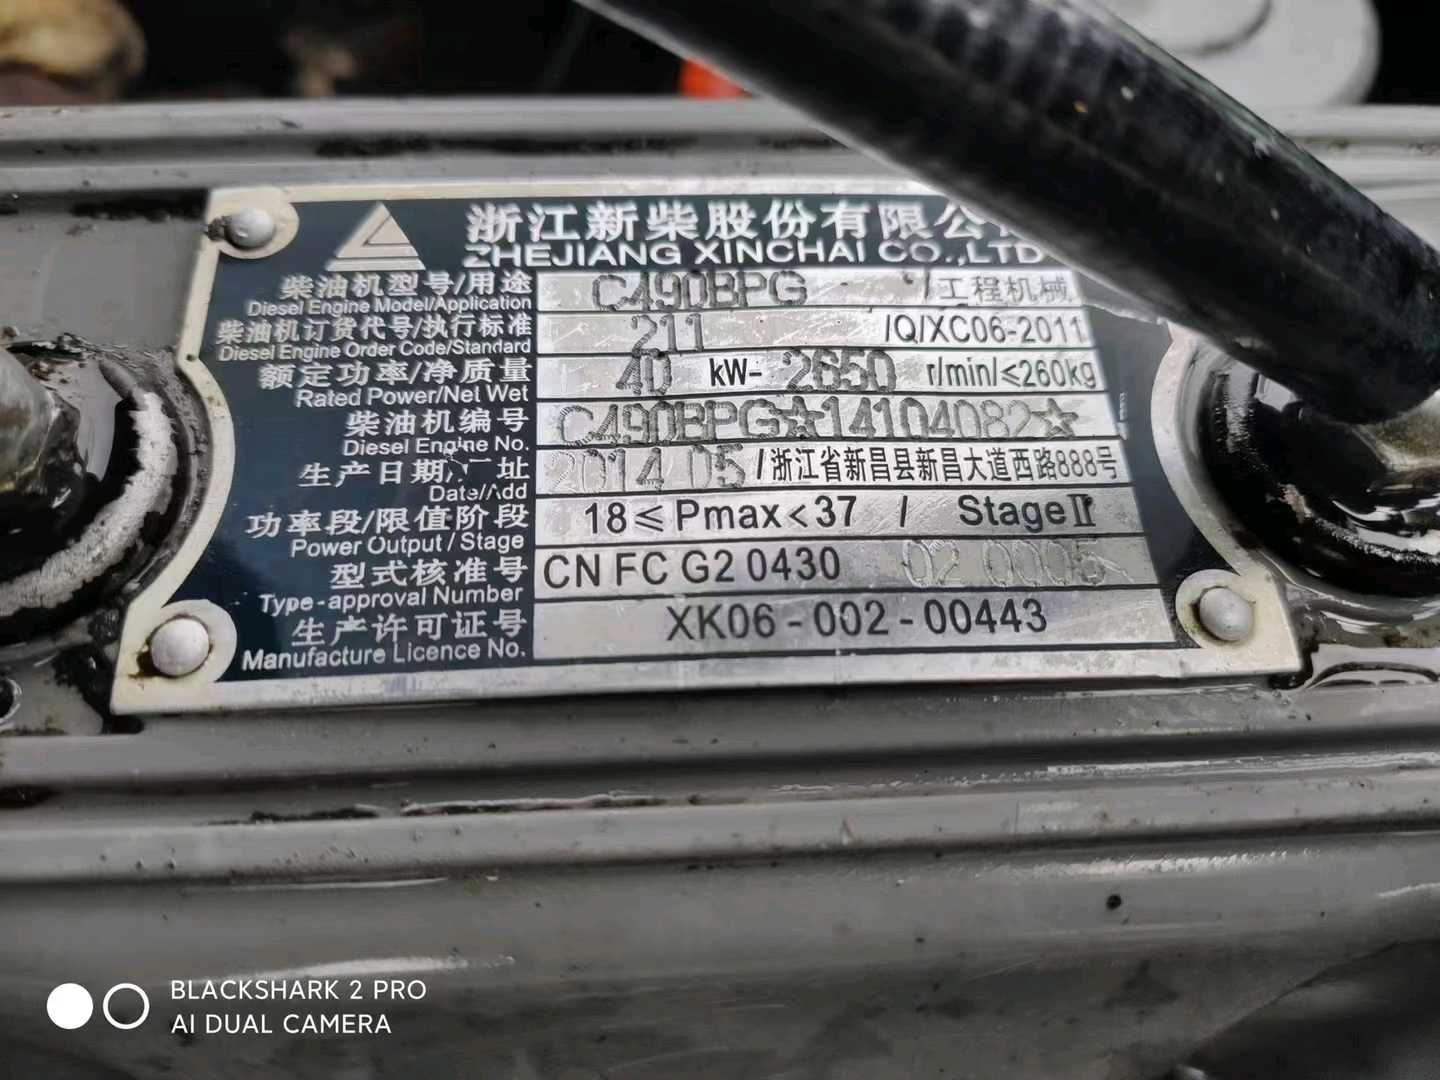 浙江新柴股份有限公
ZHEJIANG XINCHAI CO.,LTD
柴油机型号/用途 C490BPG /工程机械
Diesel Engine Model/Application
柴油机订货代号/执行标准 211 /Q/XC06-2011
Diesel Engine Order Code/Standard
额定功率/净质量 40 kW- 2650 r/min/≤260kg
Rated Power/Net Wet
柴油机编号 C490BPG☆14104082☆
Diesel Engine No.
生产日期/厂址 2014 05 /浙江省新昌县新昌大道西路888号
Date/Add
功率段/限值阶段 18≤Pmax<37 / StageⅡ
Power Output / Stage
型式核准号 CN FC G2 0430 02 0005
Type-approval Number
生产许可证号 XK06-002-00443
Manufacture Licence No.
BLACKSHARK 2 PRO
AI DUAL CAMERA